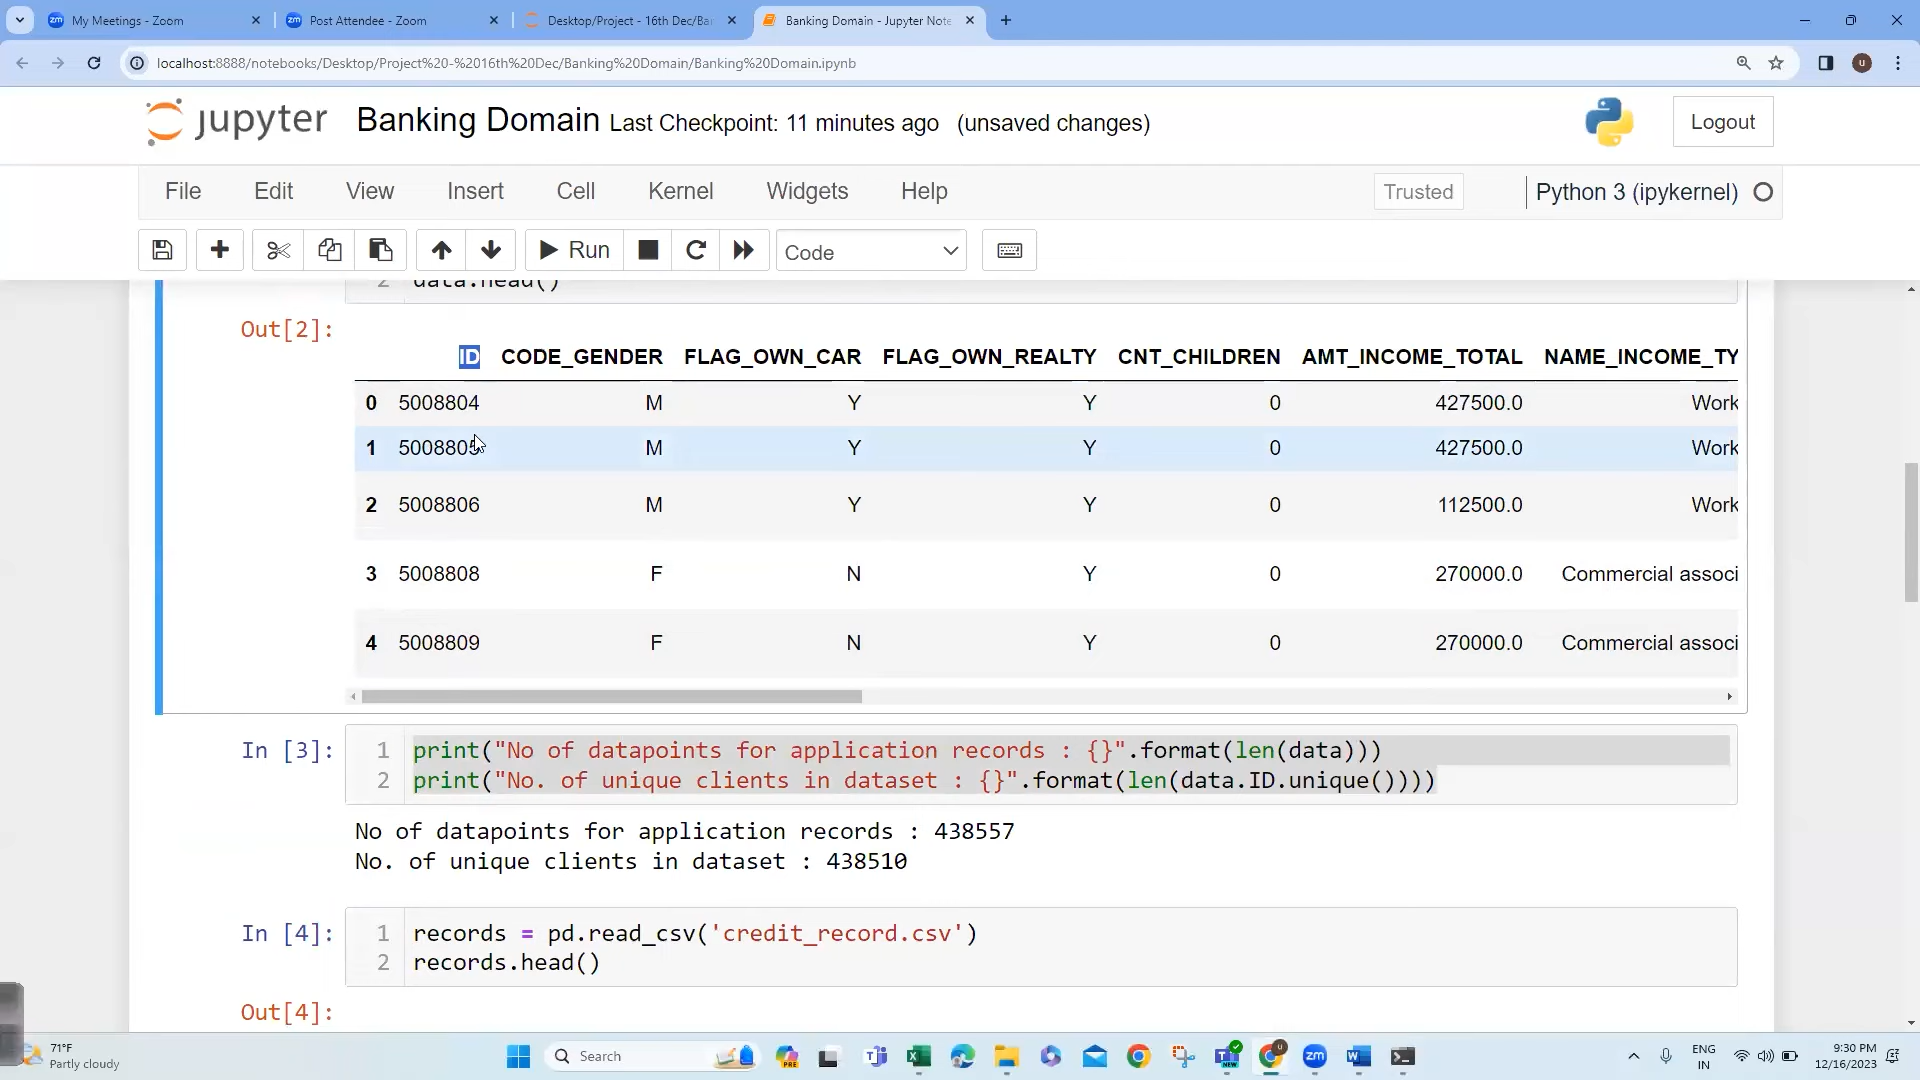 My Meetings - Zoom
Post Attendee - Zoom
Desktop/Project - 16th Dec/Ba
Banking Domain - Jupyter Note
localhost:8888/notebooks/Desktop/Project%20-%2016th%20Dec/Banking%20Domain/Banking%20Domain.ipynb
jupyter Banking Domain Last Checkpoint: 11 minutes ago (unsaved changes)
Logout
File Edit View Insert Cell Kernel Widgets Help
Trusted
Python 3 (ipykernel)
Run
Code
2 data.head()
Out[2]:
ID CODE_GENDER FLAG_OWN_CAR FLAG_OWN_REALTY CNT_CHILDREN AMT_INCOME_TOTAL NAME_INCOME_TY
0 5008804 M Y Y 0 427500.0 Work
1 5008805 M Y Y 0 427500.0 Work
2 5008806 M Y Y 0 112500.0 Work
3 5008808 F N Y 0 270000.0 Commercial associ
4 5008809 F N Y 0 270000.0 Commercial associ
In [3]:
1 print("No of datapoints for application records : {}".format(len(data)))
2 print("No. of unique clients in dataset : {}".format(len(data.ID.unique())))
No of datapoints for application records : 438557
No. of unique clients in dataset : 438510
In [4]:
1 records = pd.read_csv('credit_record.csv')
2 records.head()
Out[4]:
71°F
Partly cloudy
Search
PRE
NEW
zm
ENG
IN
9:30 PM
12/16/2023